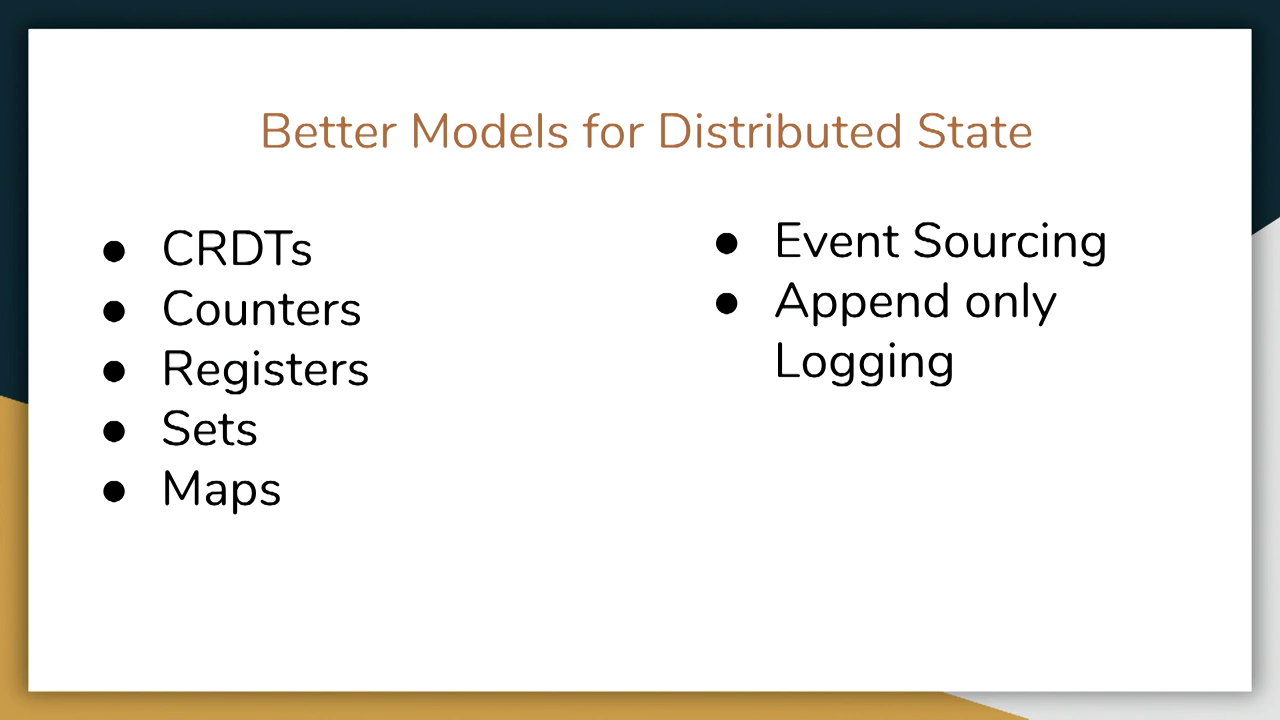 Better Models for Distributed State
● CRDTs
● Counters
● Registers
● Sets
● Maps
● Event Sourcing
● Append only
Logging